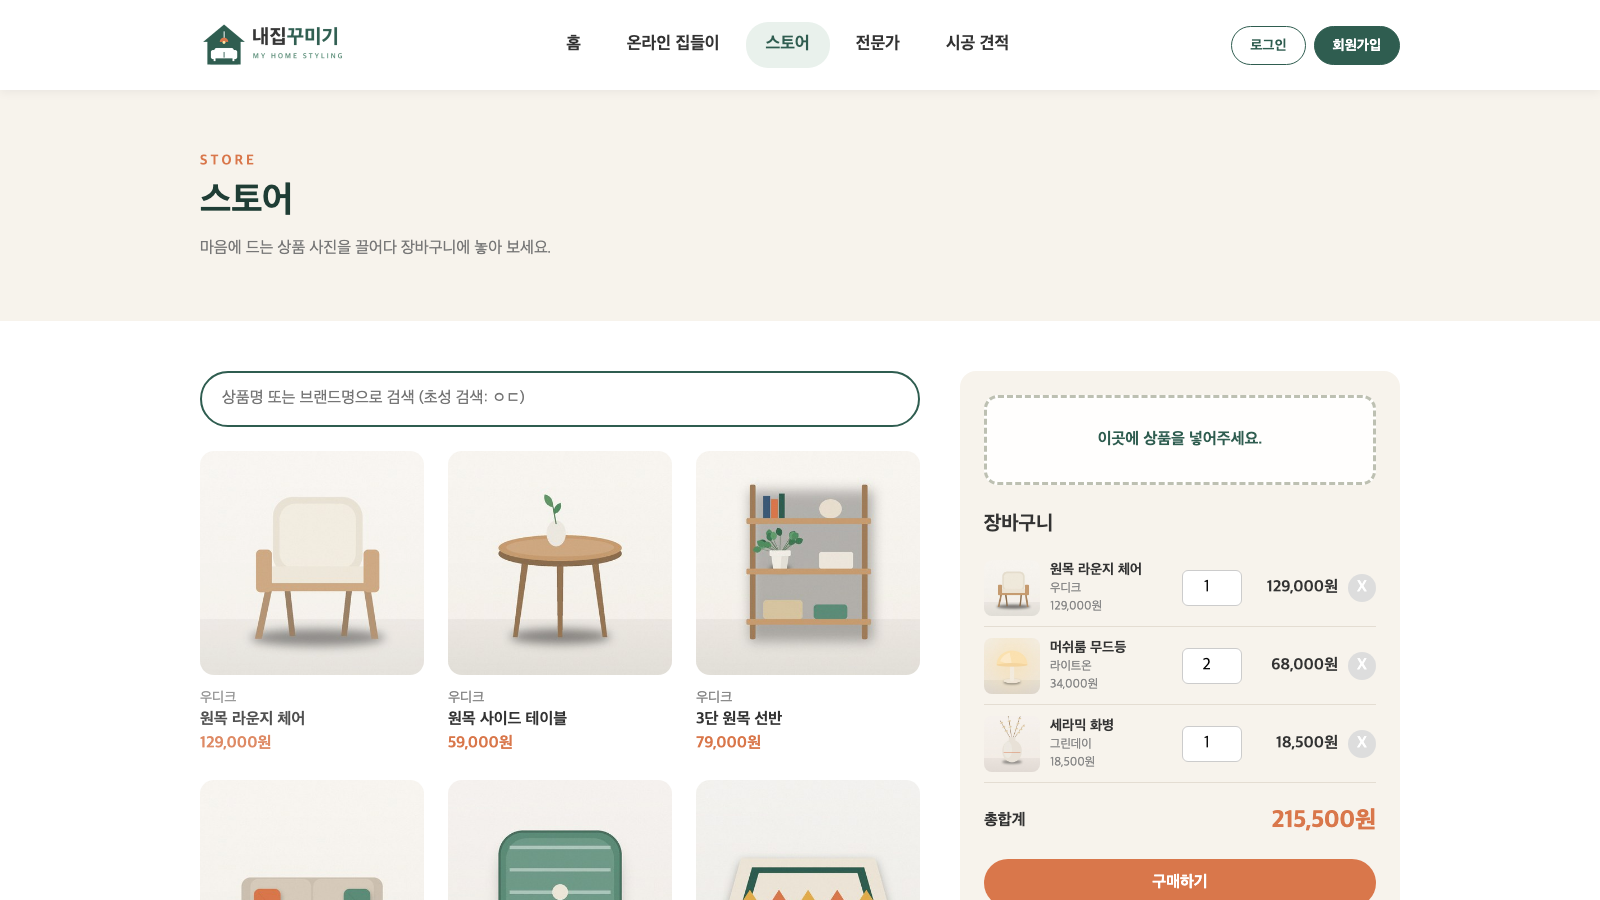 내집꾸미기
MY HOME STYLING
홈
온라인 집들이
스토어
전문가
시공 견적
로그인
회원가입
STORE
스토어
마음에 드는 상품 사진을 끌어다 장바구니에 놓아 보세요.
상품명 또는 브랜드명으로 검색 (초성 검색: ㅇㄷ)
우디크
원목 라운지 체어
129,000원
우디크
원목 사이드 테이블
59,000원
우디크
3단 원목 선반
79,000원
이곳에 상품을 넣어주세요.
장바구니
원목 라운지 체어
우디크
129,000원
1
129,000원
X
머쉬룸 무드등
라이트온
34,000원
2
68,000원
X
세라믹 화병
그린데이
18,500원
1
18,500원
X
총합계
215,500원
구매하기